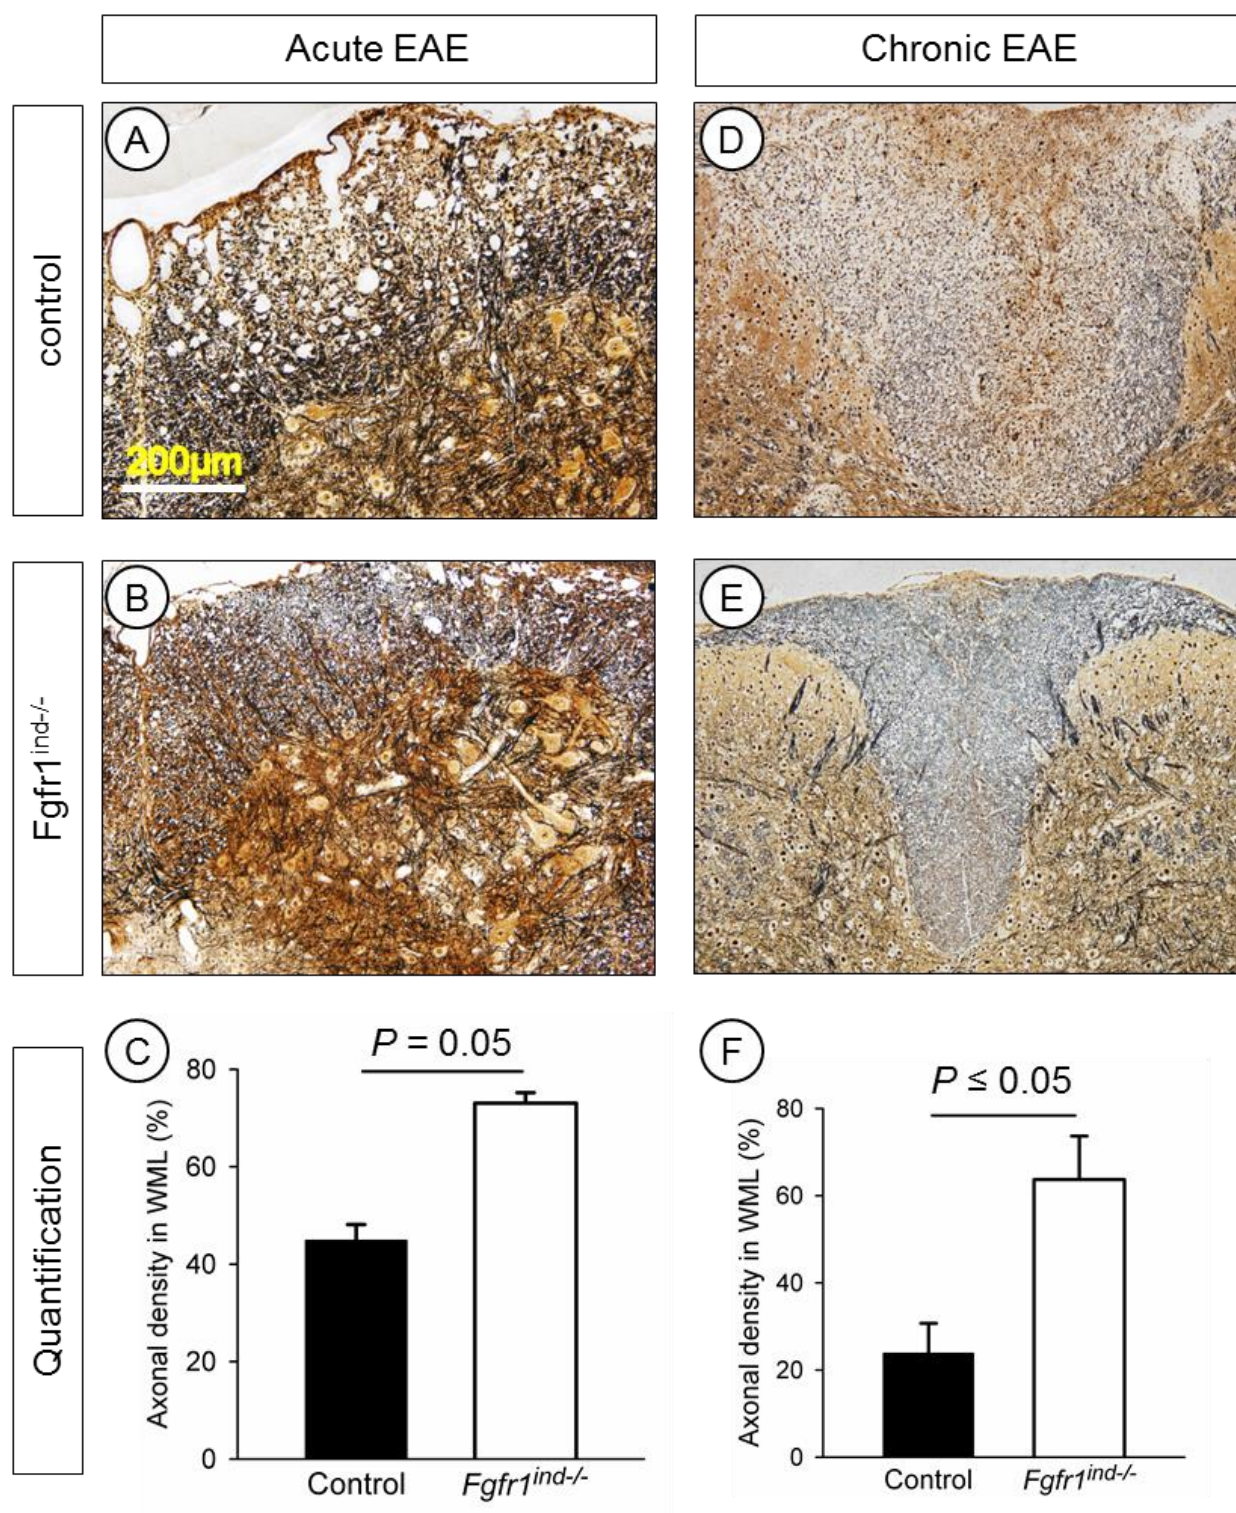 Acute EAE
Chronic EAE
control
A
200µm
D
Fgfr1ind-/-
B
E
Quantification
C
P = 0.05
Axonal density in WML (%)
80
60
40
20
0
Control
Fgfr1ind-/-
F
P ≤ 0.05
Axonal density in WML (%)
80
60
40
20
0
Control
Fgfr1ind-/-